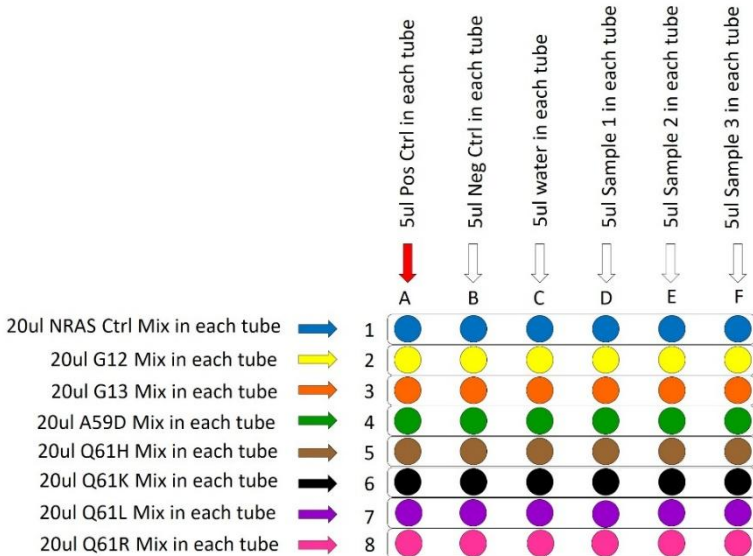 5ul Pos Ctrl in each tube
5ul Neg Ctrl in each tube
5ul water in each tube
5ul Sample 1 in each tube
5ul Sample 2 in each tube
5ul Sample 3 in each tube
A B C D E F
20ul NRAS Ctrl Mix in each tube 1
20ul G12 Mix in each tube 2
20ul G13 Mix in each tube 3
20ul A59D Mix in each tube 4
20ul Q61H Mix in each tube 5
20ul Q61K Mix in each tube 6
20ul Q61L Mix in each tube 7
20ul Q61R Mix in each tube 8